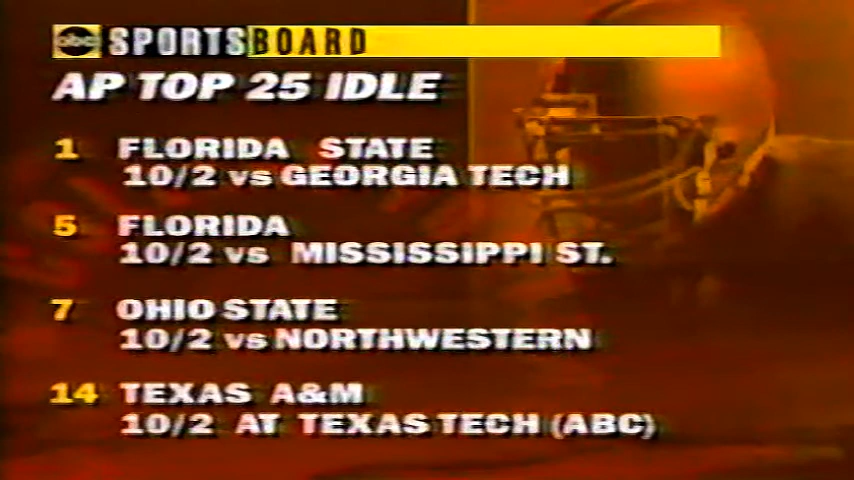 abc SPORTSBOARD
AP TOP 25 IDLE
1 FLORIDA STATE
10/2 vs GEORGIA TECH
5 FLORIDA
10/2 vs MISSISSIPPI ST.
7 OHIO STATE
10/2 vs NORTHWESTERN
14 TEXAS A&M
10/2 AT TEXAS TECH (ABC)